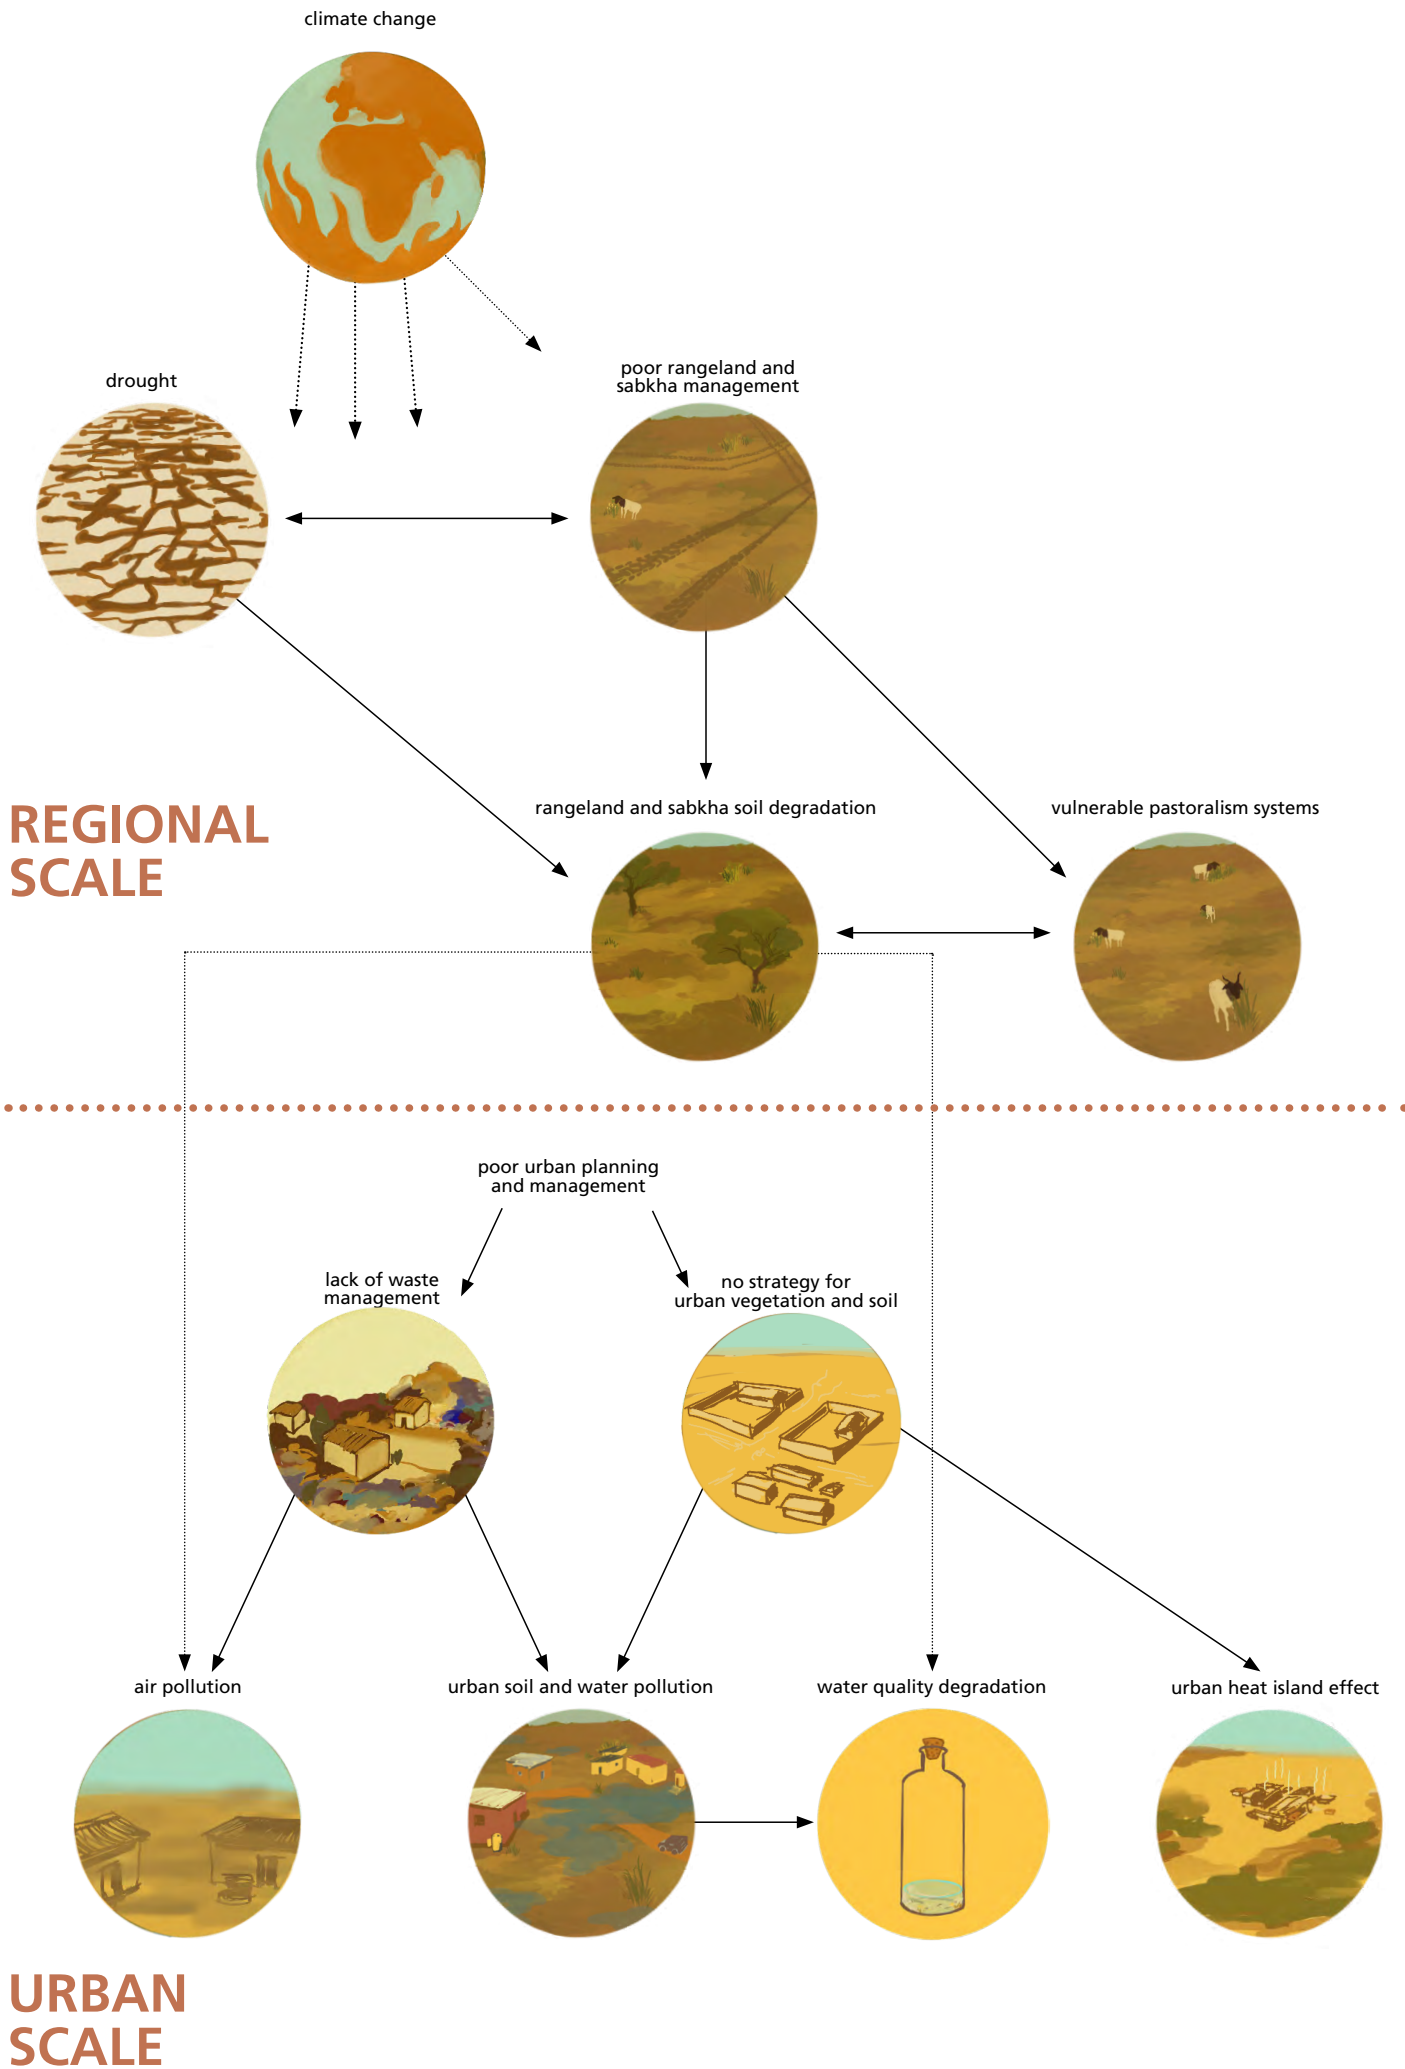 climate change
drought
poor rangeland and
sabkha management
REGIONAL
SCALE
rangeland and sabkha soil degradation
vulnerable pastoralism systems
poor urban planning
and management
lack of waste
management
no strategy for
urban vegetation and soil
air pollution
urban soil and water pollution
water quality degradation
urban heat island effect
URBAN
SCALE